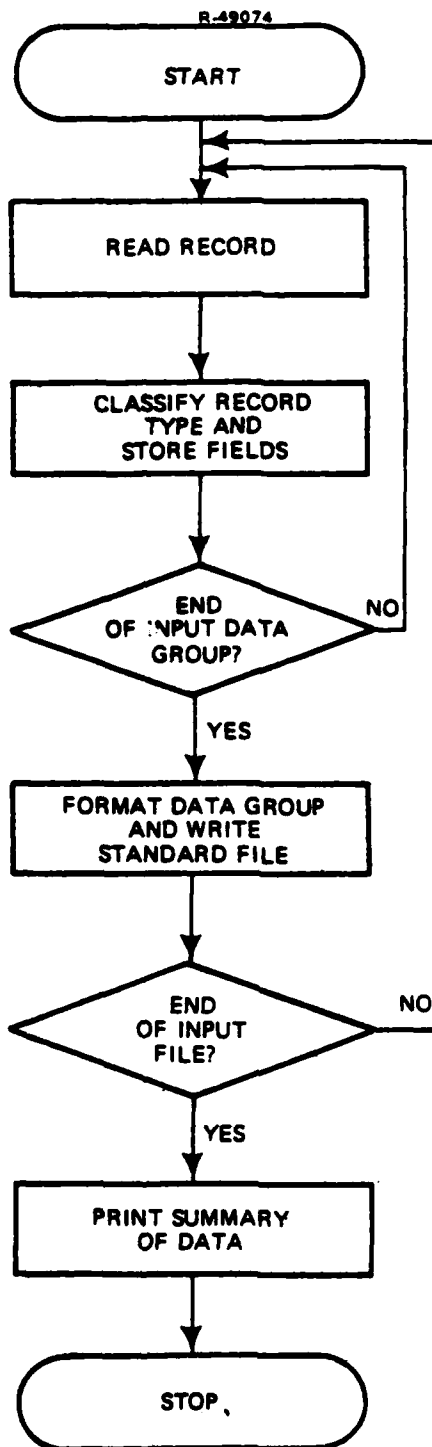 R-49074
START
READ RECORD
CLASSIFY RECORD
TYPE AND
STORE FIELDS
END
OF INPUT DATA
GROUP?
NO
YES
FORMAT DATA GROUP
AND WRITE
STANDARD FILE
END
OF INPUT
FILE?
NO
YES
PRINT SUMMARY
OF DATA
STOP